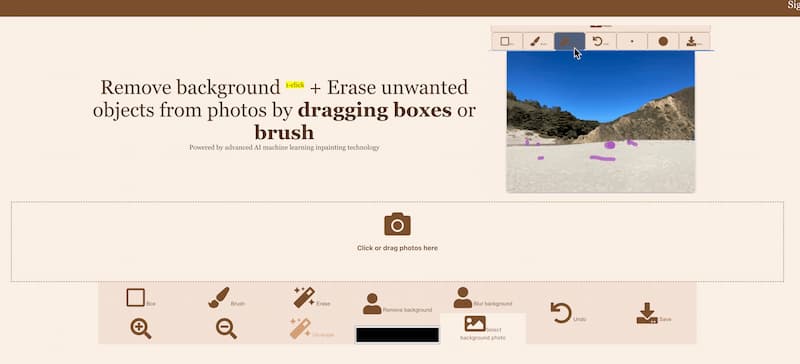 Sig
Remove background 1-click + Erase unwanted
objects from photos by dragging boxes or
brush
Powered by advanced AI machine learning inpainting technology
Click or drag photos here
Box
Brush
Erase
Remove background
Blur background
Undo
Save
Select
background photo